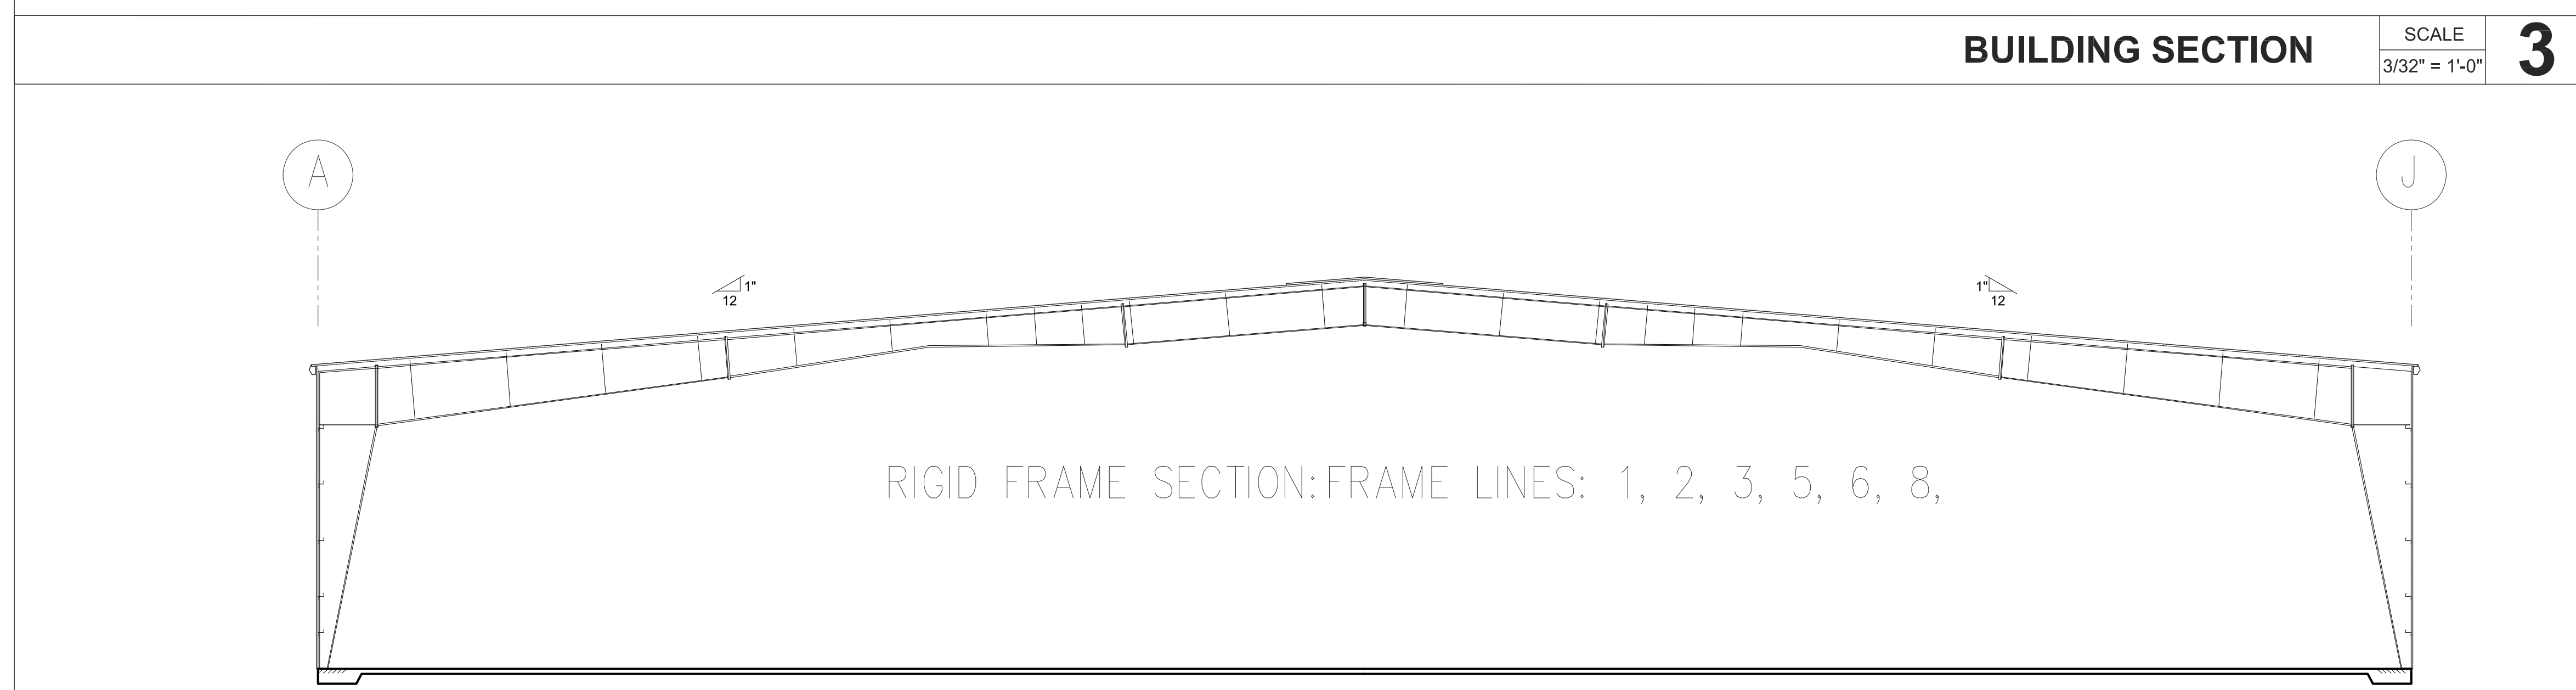 BUILDING SECTION
SCALE
3/32" = 1'-0"
3
A
J
1"
12
1"
12
RIGID FRAME SECTION:FRAME LINES: 1, 2, 3, 5, 6, 8,